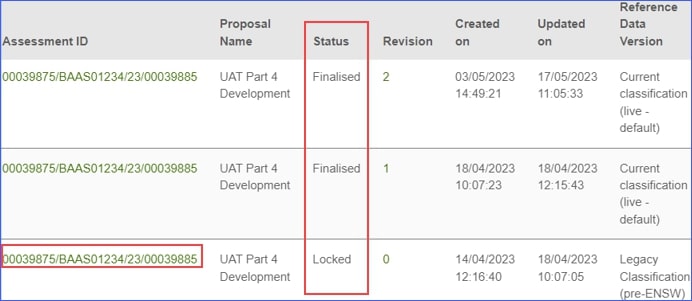 Assessment ID Proposal Name Status Revision Created on Updated on Reference Data Version
00039875/BAAS01234/23/00039885 UAT Part 4 Development Finalised 2 03/05/2023 14:49:21 17/05/2023 11:05:33 Current classification (live - default)
00039875/BAAS01234/23/00039885 UAT Part 4 Development Finalised 1 18/04/2023 10:07:23 18/04/2023 12:15:43 Current classification (live - default)
00039875/BAAS01234/23/00039885 UAT Part 4 Development Locked 0 14/04/2023 12:16:40 18/04/2023 10:07:05 Legacy Classification (pre-ENSW)